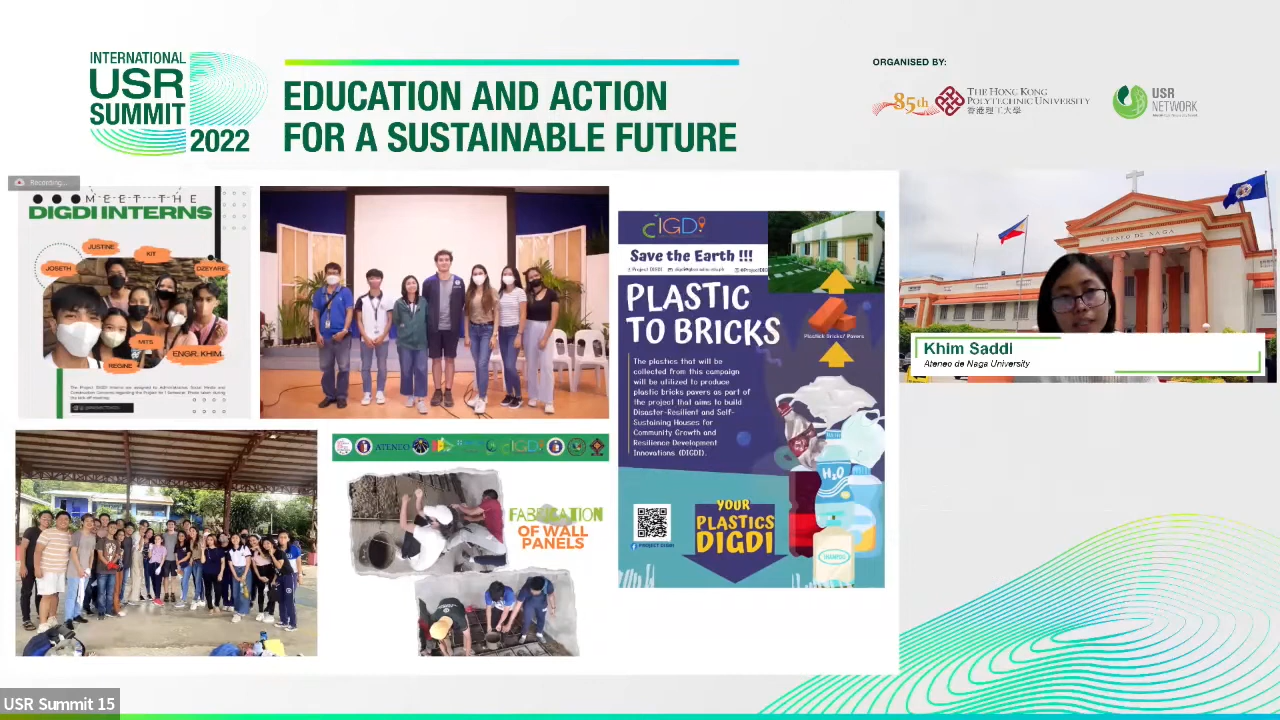 INTERNATIONAL
USR
SUMMIT
2022
EDUCATION AND ACTION
FOR A SUSTAINABLE FUTURE
ORGANISED BY:
85th
THE HONG KONG
POLYTECHNIC UNIVERSITY
香港理工大學
USR
NETWORK
Recording...
MEET THE
DIGDI INTERNS
JUSTINE
KIT
JOSETH
DZEYARE
MITS
ENGR. KHIM
REGINE
DIGDI
Save the Earth !!!
PLASTIC
TO BRICKS
Plastick Bricks/ Pavers
The plastics that will be
collected from this campaign
will be utilized to produce
plastic bricks pavers as part of
the project that aims to build
Disaster-Resilient and Self-
Sustaining Houses for
Community Growth and
Resilience Development
Innovations (DIGDI).
H2O
YOUR
PLASTICS
DIGDI
PROJECT DIGDI
SHAMPOO
ATENEO
DIGDI
FABRICATION
OF WALL
PANELS
ATENEO DE NAGA
Khim Saddi
Ateneo de Naga University
USR Summit 15